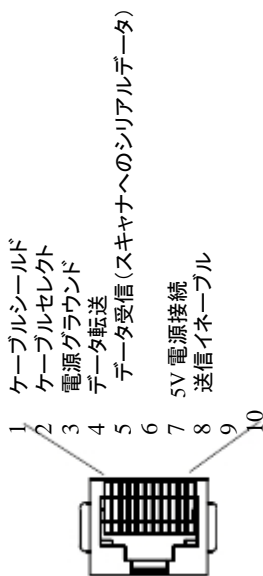 1 ケーブルシールド
2 ケーブルセレクト
3 電源グラウンド
4 データ転送
5 データ受信(スキャナへのシリアルデータ)
6
7 5V 電源接続
8 送信イネーブル
9
10